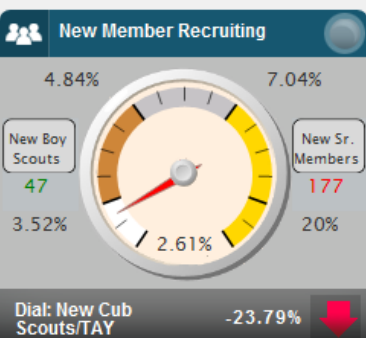 New Member Recruiting
4.84% 7.04%
New Boy
Scouts
47
New Sr.
Members
177
3.52% 20%
2.61%
Dial: New Cub
Scouts/TAY
-23.79%